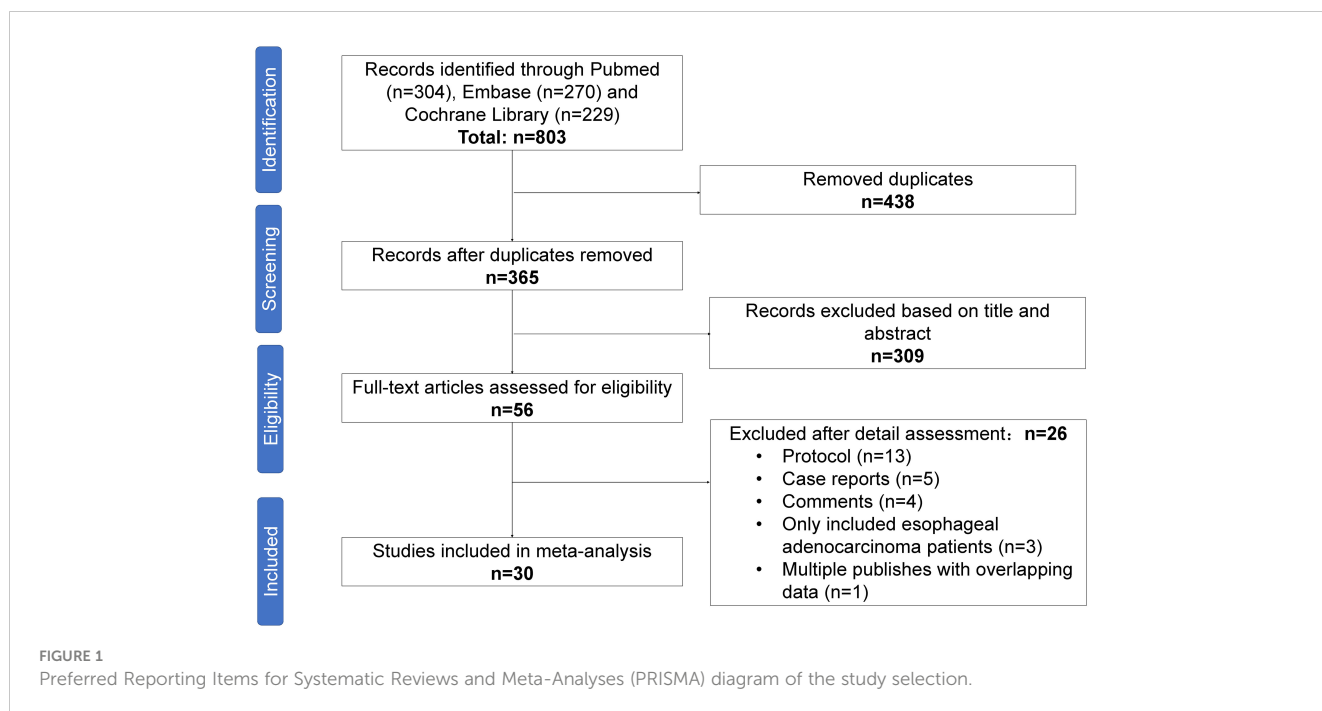 Identification
Records identified through Pubmed
(n=304), Embase (n=270) and
Cochrane Library (n=229)
Total: n=803
Removed duplicates
n=438
Screening
Records after duplicates removed
n=365
Records excluded based on title and
abstract
n=309
Eligibility
Full-text articles assessed for eligibility
n=56
Excluded after detail assessment：n=26
• Protocol (n=13)
• Case reports (n=5)
• Comments (n=4)
• Only included esophageal
adenocarcinoma patients (n=3)
• Multiple publishes with overlapping
data (n=1)
Included
Studies included in meta-analysis
n=30
FIGURE 1
Preferred Reporting Items for Systematic Reviews and Meta-Analyses (PRISMA) diagram of the study selection.